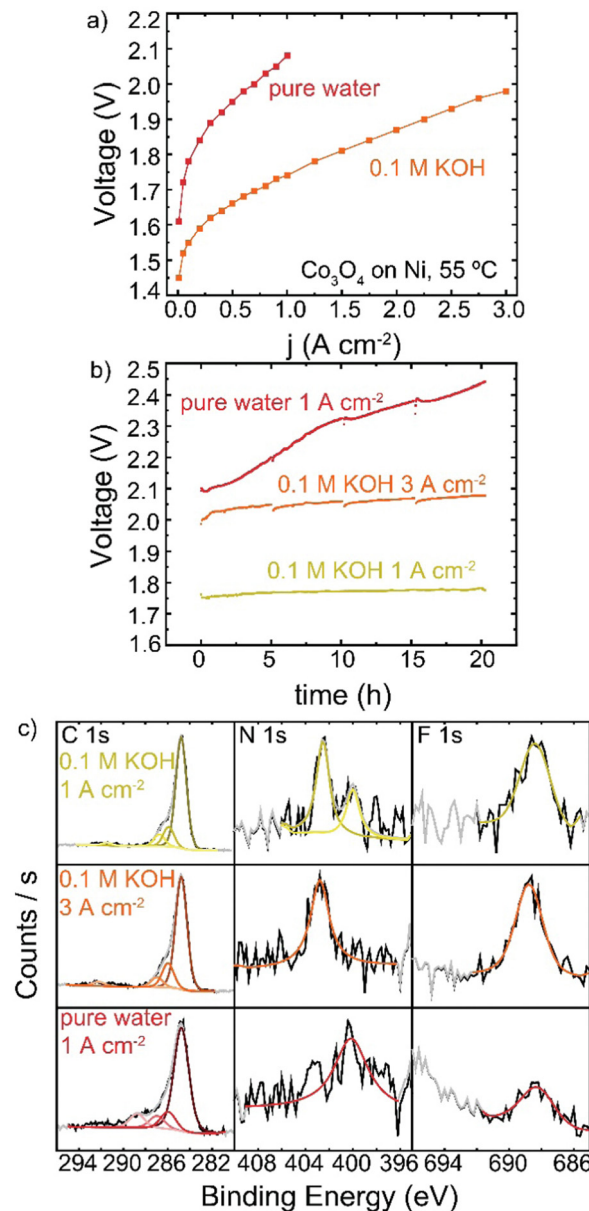 a)
2.2
2.1
2.0
1.9
1.8
1.7
1.6
1.5
1.4
Voltage (V)
pure water
0.1 M KOH
Co₃O₄ on Ni, 55 ºC
0.0 0.5 1.0 1.5 2.0 2.5 3.0
j (A cm⁻²)
b)
2.5
2.4
2.3
2.2
2.1
2.0
1.9
1.8
1.7
1.6
Voltage (V)
pure water 1 A cm⁻²
0.1 M KOH 3 A cm⁻²
0.1 M KOH 1 A cm⁻²
0 5 10 15 20
time (h)
c)
C 1s N 1s F 1s
0.1 M KOH
1 A cm⁻²
0.1 M KOH
3 A cm⁻²
pure water
1 A cm⁻²
Counts / s
294 290 286 282 408 404 400 396 694 690 686
Binding Energy (eV)